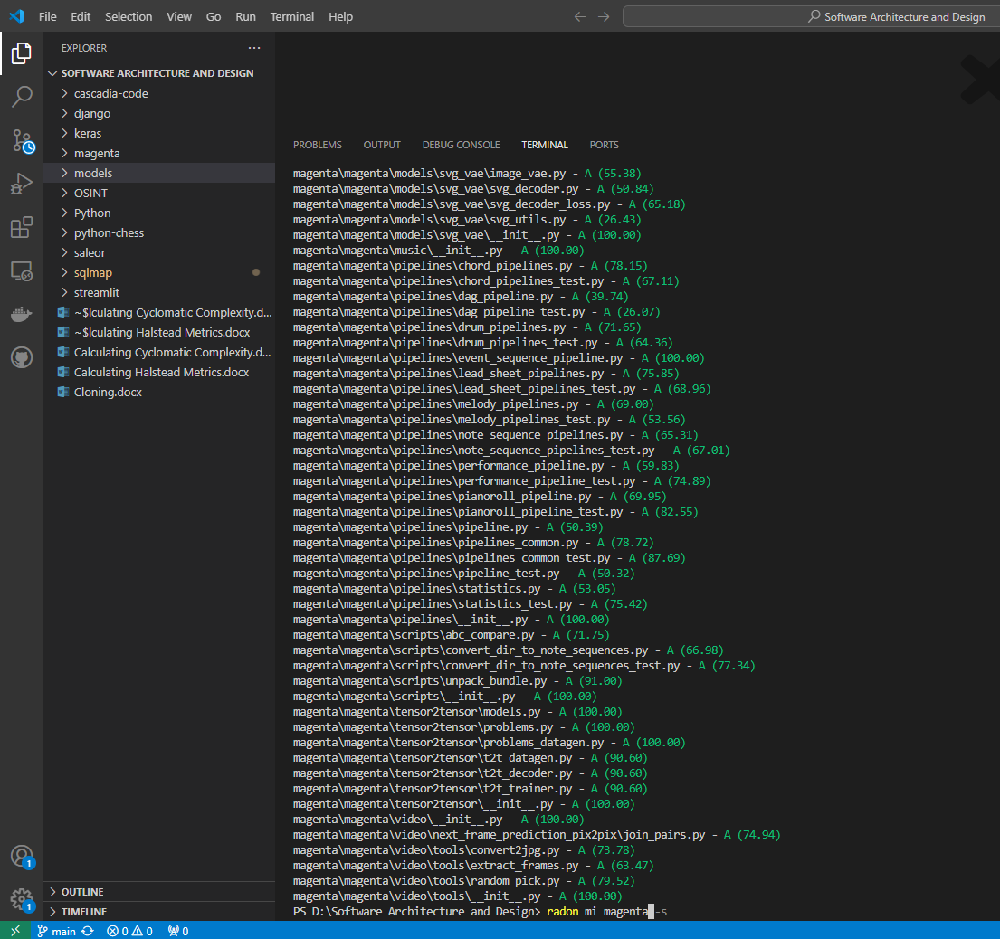 File Edit Selection View Go Run Terminal Help
Software Architecture and Design
EXPLORER
SOFTWARE ARCHITECTURE AND DESIGN
cascadia-code
django
keras
magenta
models
OSINT
Python
python-chess
saleor
sqlmap
streamlit
~$lculating Cyclomatic Complexity.d...
~$lculating Halstead Metrics.docx
Calculating Cyclomatic Complexity.d...
Calculating Halstead Metrics.docx
Cloning.docx
OUTLINE
TIMELINE
PROBLEMS OUTPUT DEBUG CONSOLE TERMINAL PORTS
magenta\magenta\models\svg_vae\image_vae.py - A (55.38)
magenta\magenta\models\svg_vae\svg_decoder.py - A (50.84)
magenta\magenta\models\svg_vae\svg_decoder_loss.py - A (65.18)
magenta\magenta\models\svg_vae\svg_utils.py - A (26.43)
magenta\magenta\models\svg_vae\__init__.py - A (100.00)
magenta\magenta\music\__init__.py - A (100.00)
magenta\magenta\pipelines\chord_pipelines.py - A (78.15)
magenta\magenta\pipelines\chord_pipelines_test.py - A (67.11)
magenta\magenta\pipelines\dag_pipeline.py - A (39.74)
magenta\magenta\pipelines\dag_pipeline_test.py - A (26.07)
magenta\magenta\pipelines\drum_pipelines.py - A (71.65)
magenta\magenta\pipelines\drum_pipelines_test.py - A (64.36)
magenta\magenta\pipelines\event_sequence_pipeline.py - A (100.00)
magenta\magenta\pipelines\lead_sheet_pipelines.py - A (75.85)
magenta\magenta\pipelines\lead_sheet_pipelines_test.py - A (68.96)
magenta\magenta\pipelines\melody_pipelines.py - A (69.00)
magenta\magenta\pipelines\melody_pipelines_test.py - A (53.56)
magenta\magenta\pipelines\note_sequence_pipelines.py - A (65.31)
magenta\magenta\pipelines\note_sequence_pipelines_test.py - A (67.01)
magenta\magenta\pipelines\performance_pipeline.py - A (59.83)
magenta\magenta\pipelines\performance_pipeline_test.py - A (74.89)
magenta\magenta\pipelines\pianoroll_pipeline.py - A (69.95)
magenta\magenta\pipelines\pianoroll_pipeline_test.py - A (82.55)
magenta\magenta\pipelines\pipeline.py - A (50.39)
magenta\magenta\pipelines\pipelines_common.py - A (78.72)
magenta\magenta\pipelines\pipelines_common_test.py - A (87.69)
magenta\magenta\pipelines\pipeline_test.py - A (50.32)
magenta\magenta\pipelines\statistics.py - A (53.05)
magenta\magenta\pipelines\statistics_test.py - A (75.42)
magenta\magenta\pipelines\__init__.py - A (100.00)
magenta\magenta\scripts\abc_compare.py - A (71.75)
magenta\magenta\scripts\convert_dir_to_note_sequences.py - A (66.98)
magenta\magenta\scripts\convert_dir_to_note_sequences_test.py - A (77.34)
magenta\magenta\scripts\unpack_bundle.py - A (91.00)
magenta\magenta\scripts\__init__.py - A (100.00)
magenta\magenta\tensor2tensor\models.py - A (100.00)
magenta\magenta\tensor2tensor\problems.py - A (100.00)
magenta\magenta\tensor2tensor\problems_datagen.py - A (100.00)
magenta\magenta\tensor2tensor\t2t_datagen.py - A (90.60)
magenta\magenta\tensor2tensor\t2t_decoder.py - A (90.60)
magenta\magenta\tensor2tensor\t2t_trainer.py - A (90.60)
magenta\magenta\tensor2tensor\__init__.py - A (100.00)
magenta\magenta\video\__init__.py - A (100.00)
magenta\magenta\video\next_frame_prediction_pix2pix\join_pairs.py - A (74.94)
magenta\magenta\video\tools\convert2jpg.py - A (73.78)
magenta\magenta\video\tools\extract_frames.py - A (63.47)
magenta\magenta\video\tools\random_pick.py - A (79.52)
magenta\magenta\video\tools\__init__.py - A (100.00)
PS D:\Software Architecture and Design> radon mi magenta -s
1
1
main 0 0 0